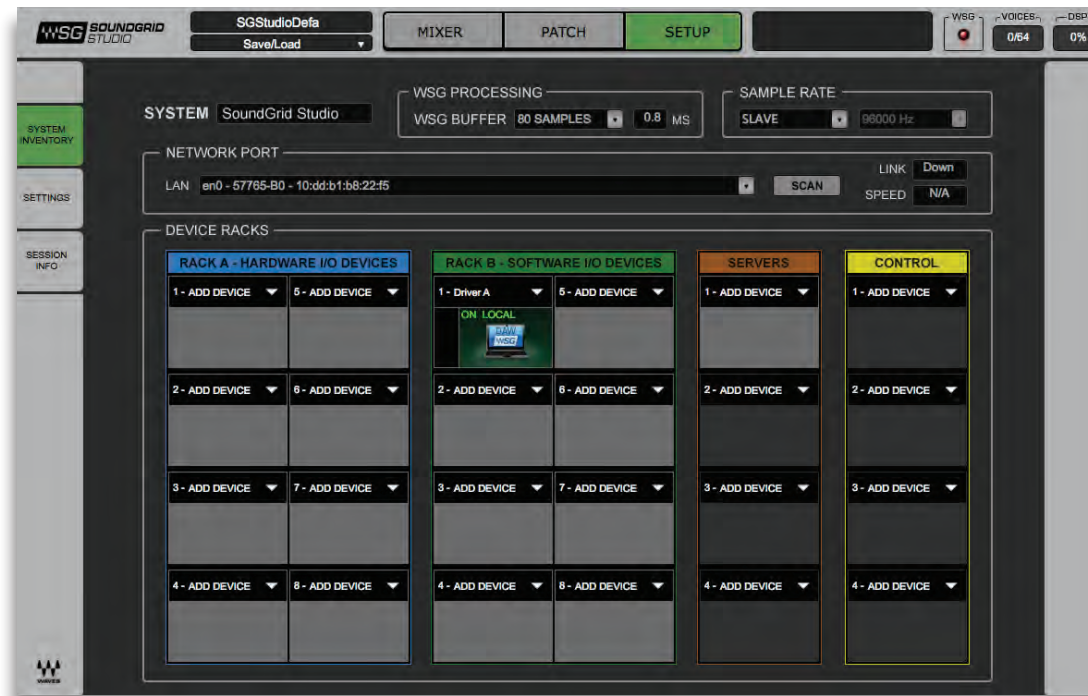 WSG SOUNDGRID STUDIO
SGStudioDefa
Save/Load
MIXER
PATCH
SETUP
WSG
VOICES
0/64
DSP
0%
SYSTEM INVENTORY
SETTINGS
SESSION INFO
SYSTEM SoundGrid Studio
WSG PROCESSING
WSG BUFFER 80 SAMPLES 0.8 MS
SAMPLE RATE
SLAVE 96000 Hz
NETWORK PORT
LAN en0 - 57765-B0 - 10:dd:b1:b8:22:f5
SCAN
LINK Down
SPEED N/A
DEVICE RACKS
RACK A - HARDWARE I/O DEVICES
RACK B - SOFTWARE I/O DEVICES
SERVERS
CONTROL
1 - ADD DEVICE 5 - ADD DEVICE 1 - Driver A 5 - ADD DEVICE 1 - ADD DEVICE 1 - ADD DEVICE
ON LOCAL
DAW
WSG
2 - ADD DEVICE 6 - ADD DEVICE 2 - ADD DEVICE 6 - ADD DEVICE 2 - ADD DEVICE 2 - ADD DEVICE
3 - ADD DEVICE 7 - ADD DEVICE 3 - ADD DEVICE 7 - ADD DEVICE 3 - ADD DEVICE 3 - ADD DEVICE
4 - ADD DEVICE 8 - ADD DEVICE 4 - ADD DEVICE 8 - ADD DEVICE 4 - ADD DEVICE 4 - ADD DEVICE
WAVES